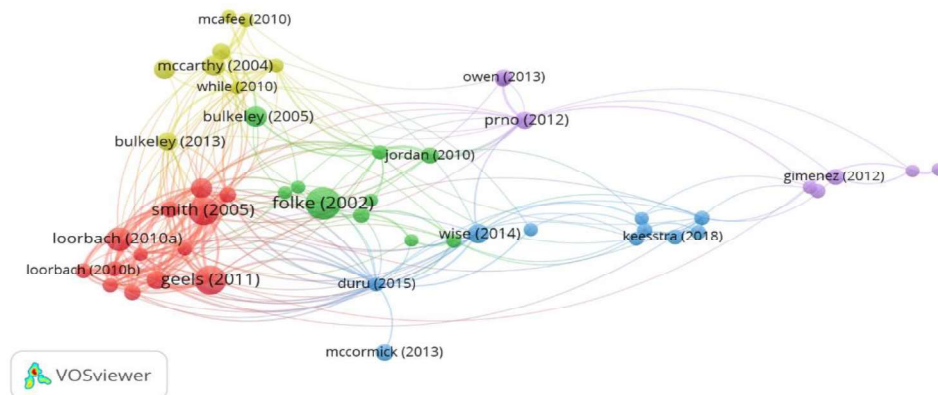 mcafee (2010)
mccarthy (2004)
owen (2013)
while (2010)
bulkeley (2005)
prno (2012)
bulkeley (2013)
jordan (2010)
gimenez (2012)
folke (2002)
smith (2005)
loorbach (2010a)
wise (2014)
keesstra (2018)
loorbach (2010b)
geels (2011)
duru (2015)
mccormick (2013)
VOSviewer